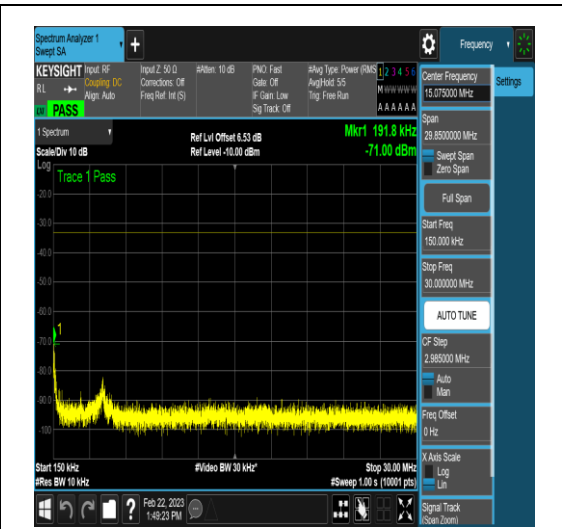 Spectrum Analyzer 1
Swept SA
+
Frequency
KEYSIGHT
RL
PASS
Input: RF
Coupling: DC
Align: Auto
Input Z: 50 Ω
Corrections: Off
Freq Ref: Int (S)
#Atten: 10 dB
PNO: Fast
Gate: Off
IF Gain: Low
Sig Track: Off
#Avg Type: Power (RMS
Avg|Hold: 5/5
Trig: Free Run
1 2 3 4 5 6
M W W W W W
A A A A A A
1 Spectrum
Scale/Div 10 dB
Ref Lvl Offset 6.53 dB
Ref Level -10.00 dBm
Mkr1 191.8 kHz
-71.00 dBm
Log
Trace 1 Pass
-20.0
-30.0
-40.0
-50.0
-60.0
-70.0
-80.0
-90.0
-100
1
Start 150 kHz
#Res BW 10 kHz
#Video BW 30 kHz*
Stop 30.00 MHz
#Sweep 1.00 s (10001 pts)
Feb 22, 2023
1:49:23 PM
Center Frequency
15.075000 MHz
Settings
Span
29.8500000 MHz
Swept Span
Zero Span
Full Span
Start Freq
150.000 kHz
Stop Freq
30.000000 MHz
AUTO TUNE
CF Step
2.985000 MHz
Auto
Man
Freq Offset
0 Hz
X Axis Scale
Log
Lin
Signal Track
(Span Zoom)